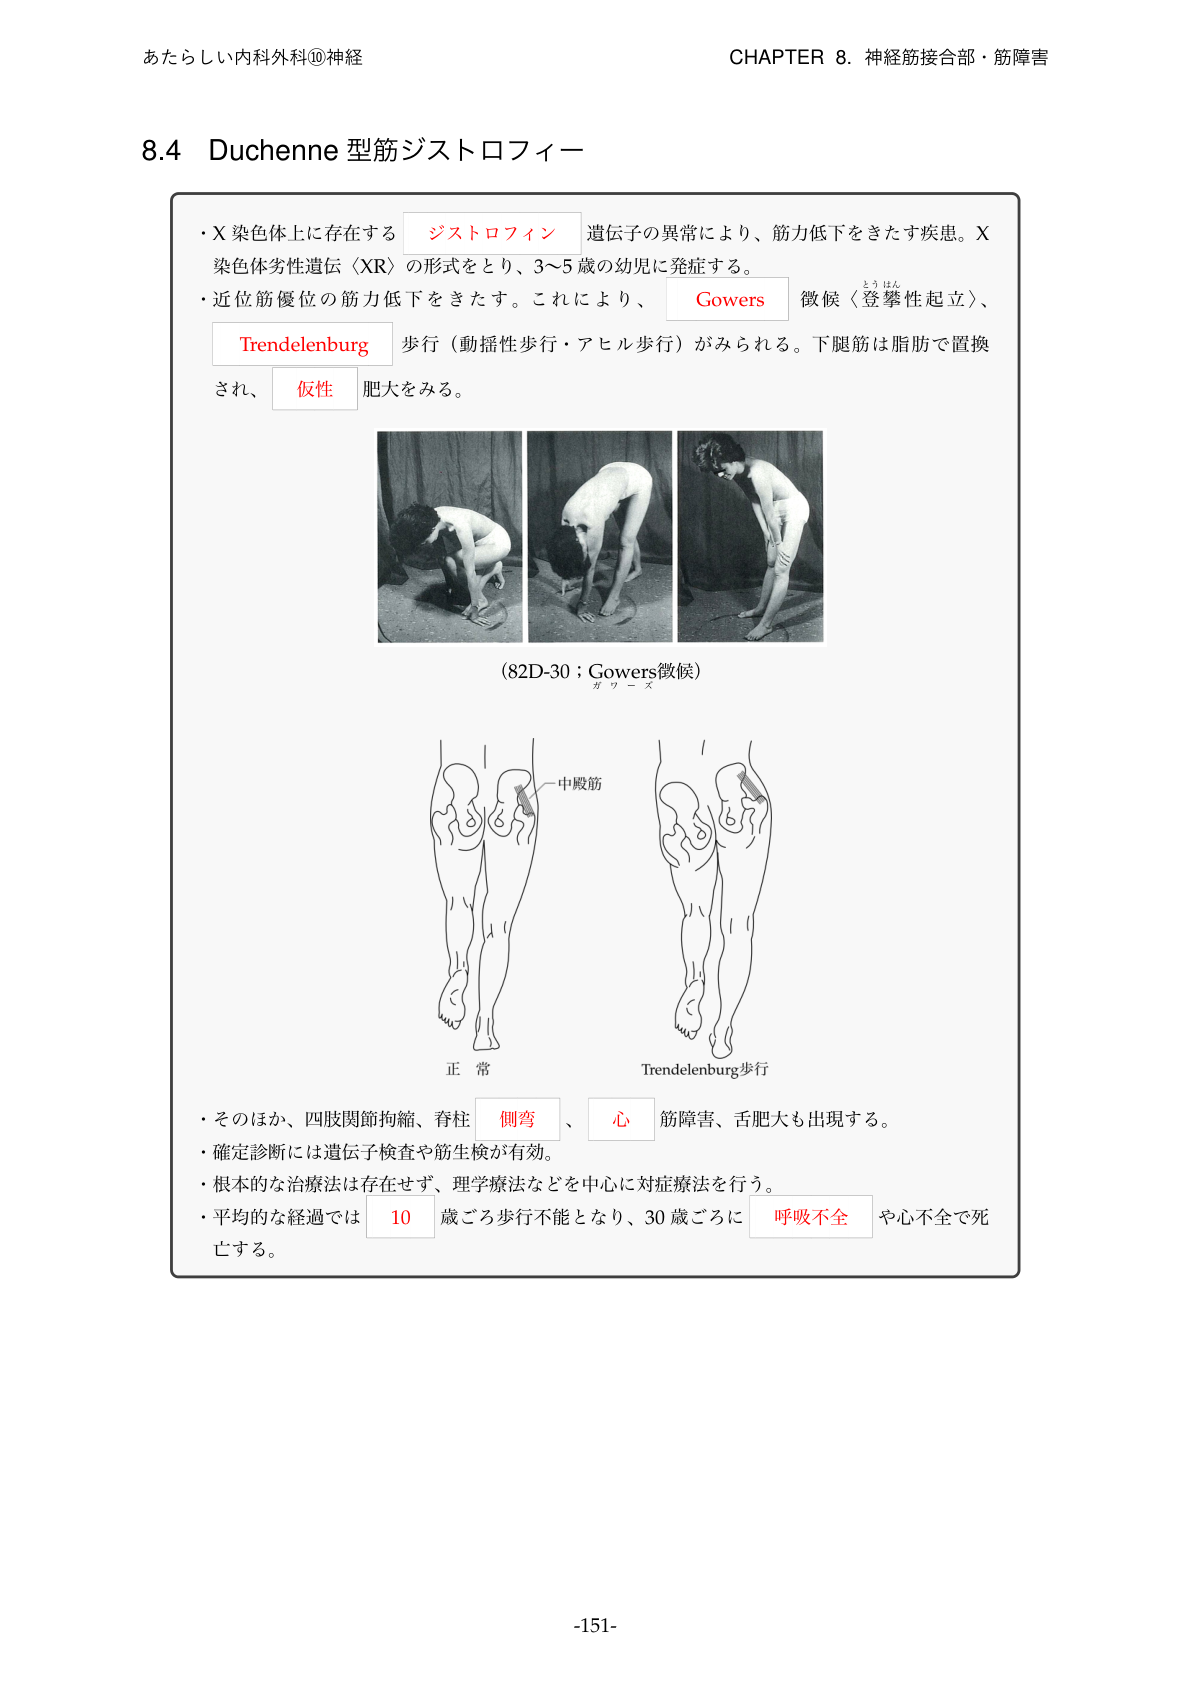 あたらしい内科外科⑩神経
CHAPTER 8. 神経筋接合部・筋障害
8.4 Duchenne 型筋ジストロフィー
・X 染色体上に存在する ジストロフィン 遺伝子の異常により、筋力低下をきたす疾患。X
染色体劣性遺伝〈XR〉の形式をとり、3〜5 歳の幼児に発症する。
とう はん
・近位筋優位の筋力低下をきたす。これにより、 Gowers 徴候〈登攀性起立〉、
Trendelenburg 歩行（動揺性歩行・アヒル歩行）がみられる。下腿筋は脂肪で置換
され、 仮性 肥大をみる。
（82D-30；Gowers徴候）
ガワーズ
中殿筋
正 常
Trendelenburg歩行
・そのほか、四肢関節拘縮、脊柱 側弯 、 心 筋障害、舌肥大も出現する。
・確定診断には遺伝子検査や筋生検が有効。
・根本的な治療法は存在せず、理学療法などを中心に対症療法を行う。
・平均的な経過では 10 歳ごろ歩行不能となり、30 歳ごろに 呼吸不全 や心不全で死
亡する。
-151-